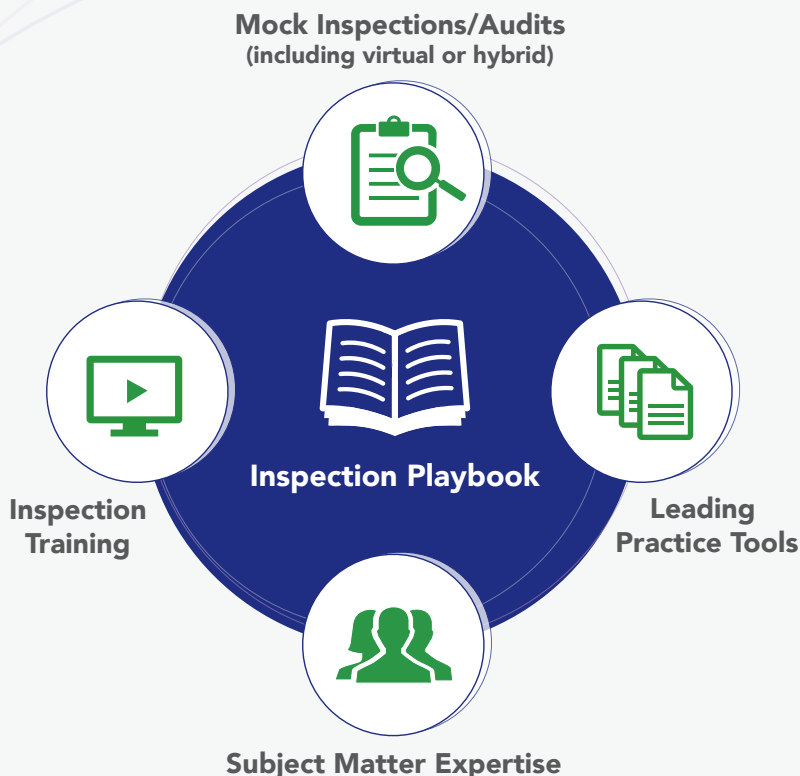 Mock Inspections/Audits
(including virtual or hybrid)
Inspection Playbook
Inspection
Training
Leading
Practice Tools
Subject Matter Expertise